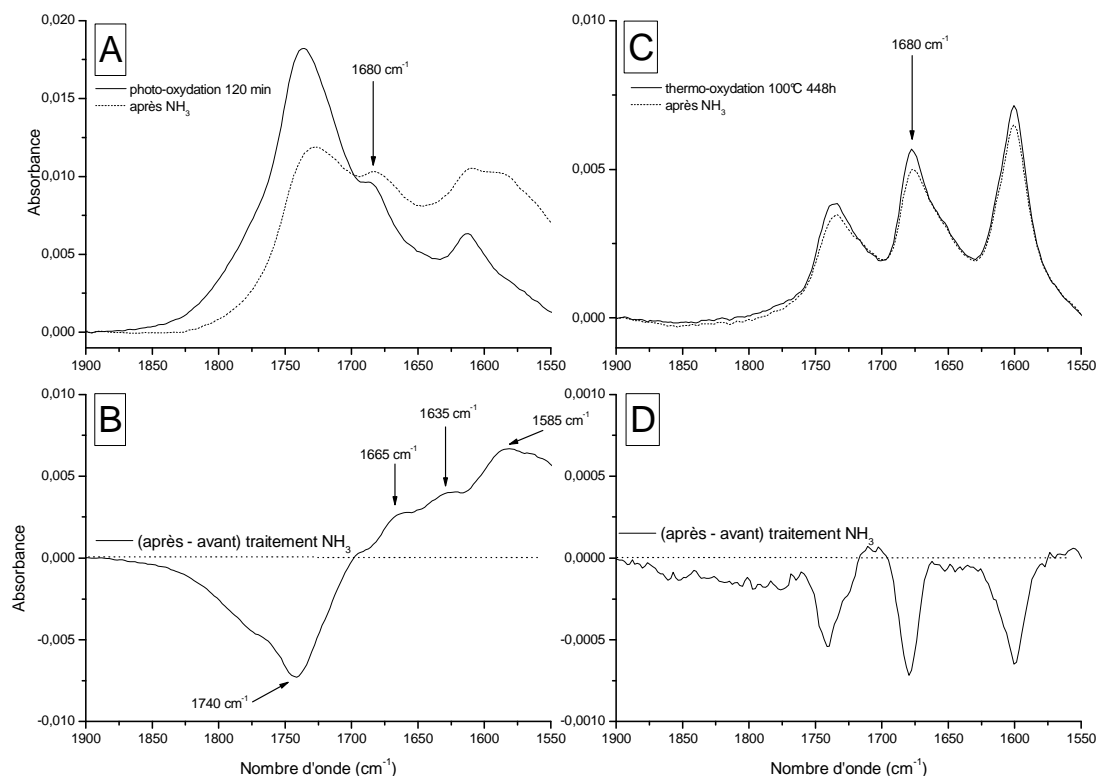 A
1680 cm-1
photo-oxydation 120 min
après NH3
0,020
0,015
0,010
0,005
0,000
Absorbance
1900 1850 1800 1750 1700 1650 1600 1550
C
1680 cm-1
thermo-oxydation 100°C 448h
après NH3
0,010
0,005
0,000
1900 1850 1800 1750 1700 1650 1600 1550
B
1665 cm-1
1635 cm-1
1585 cm-1
(après - avant) traitement NH3
1740 cm-1
0,010
0,005
0,000
-0,005
-0,010
Absorbance
1900 1850 1800 1750 1700 1650 1600 1550
Nombre d'onde (cm-1)
D
(après - avant) traitement NH3
0,0010
0,0005
0,0000
-0,0005
-0,0010
1900 1850 1800 1750 1700 1650 1600 1550
Nombre d'onde (cm-1)